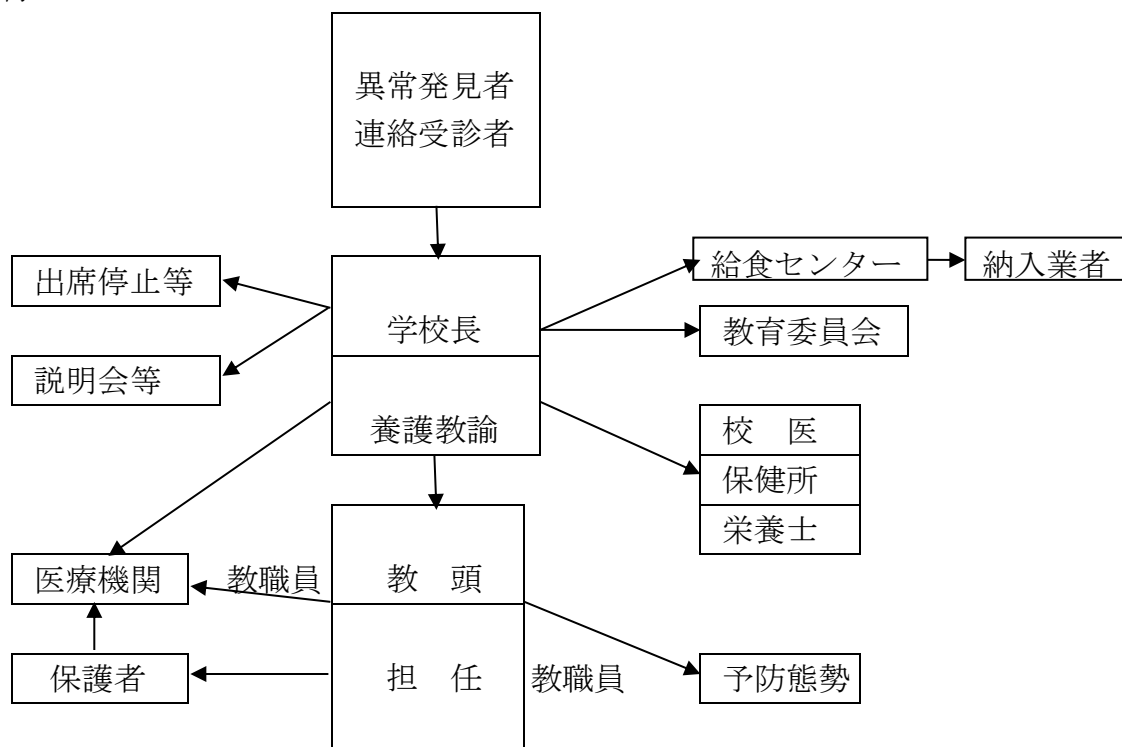 異常発見者
連絡受診者
給食センター
納入業者
出席停止等
学校長
教育委員会
説明会等
養護教諭
校　医
保健所
栄養士
医療機関
教職員
教　頭
保護者
担　任
教職員
予防態勢